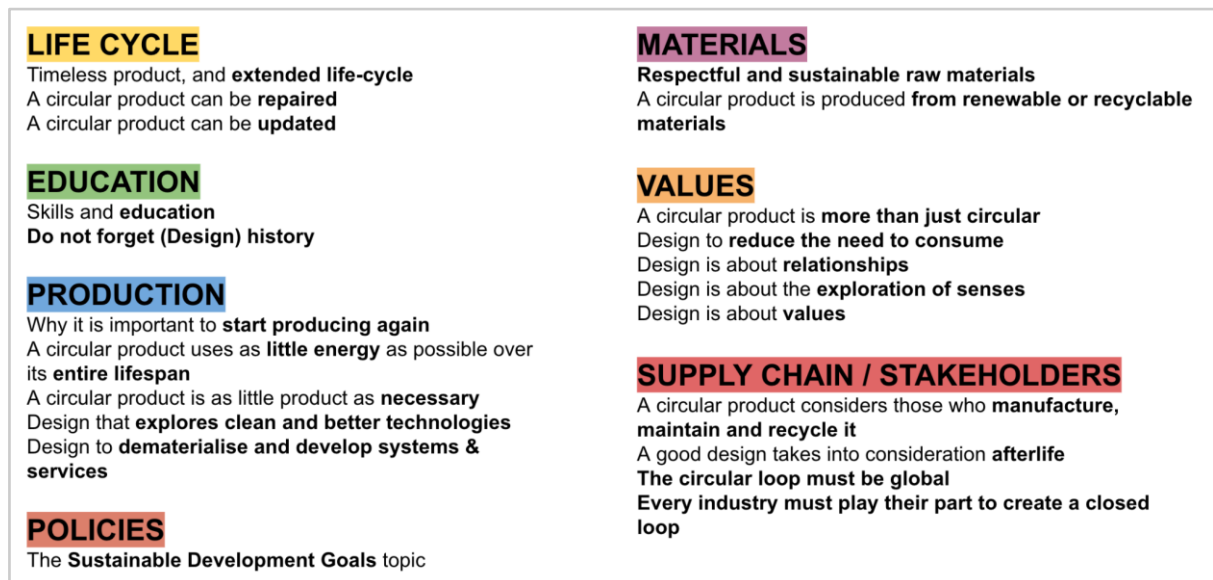 LIFE CYCLE
Timeless product, and extended life-cycle
A circular product can be repaired
A circular product can be updated
EDUCATION
Skills and education
Do not forget (Design) history
PRODUCTION
Why it is important to start producing again
A circular product uses as little energy as possible over
its entire lifespan
A circular product is as little product as necessary
Design that explores clean and better technologies
Design to dematerialise and develop systems &
services
POLICIES
The Sustainable Development Goals topic
MATERIALS
Respectful and sustainable raw materials
A circular product is produced from renewable or recyclable
materials
VALUES
A circular product is more than just circular
Design to reduce the need to consume
Design is about relationships
Design is about the exploration of senses
Design is about values
SUPPLY CHAIN / STAKEHOLDERS
A circular product considers those who manufacture,
maintain and recycle it
A good design takes into consideration afterlife
The circular loop must be global
Every industry must play their part to create a closed
loop